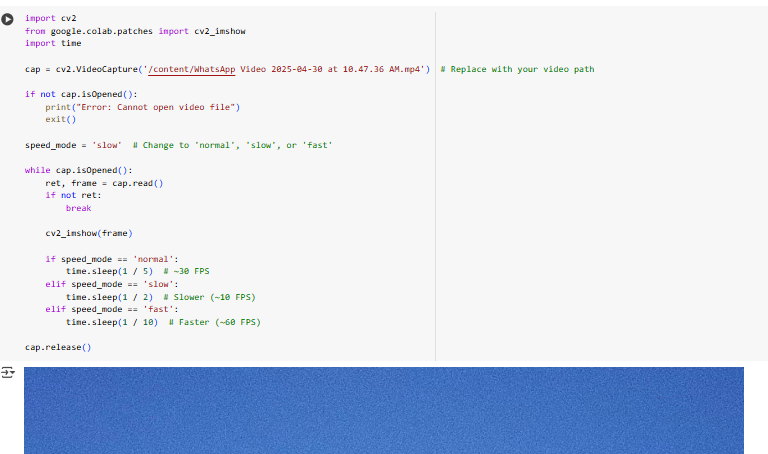 import cv2
from google.colab.patches import cv2_imshow
import time
cap = cv2.VideoCapture('/content/WhatsApp Video 2025-04-30 at 10.47.36 AM.mp4')  # Replace with your video path
if not cap.isOpened():
    print("Error: Cannot open video file")
    exit()
speed_mode = 'slow'  # Change to 'normal', 'slow', or 'fast'
while cap.isOpened():
    ret, frame = cap.read()
    if not ret:
        break
    cv2_imshow(frame)
    if speed_mode == 'normal':
        time.sleep(1 / 5)  # ~30 FPS
    elif speed_mode == 'slow':
        time.sleep(1 / 2)  # Slower (~10 FPS)
    elif speed_mode == 'fast':
        time.sleep(1 / 10)  # Faster (~60 FPS)
cap.release()